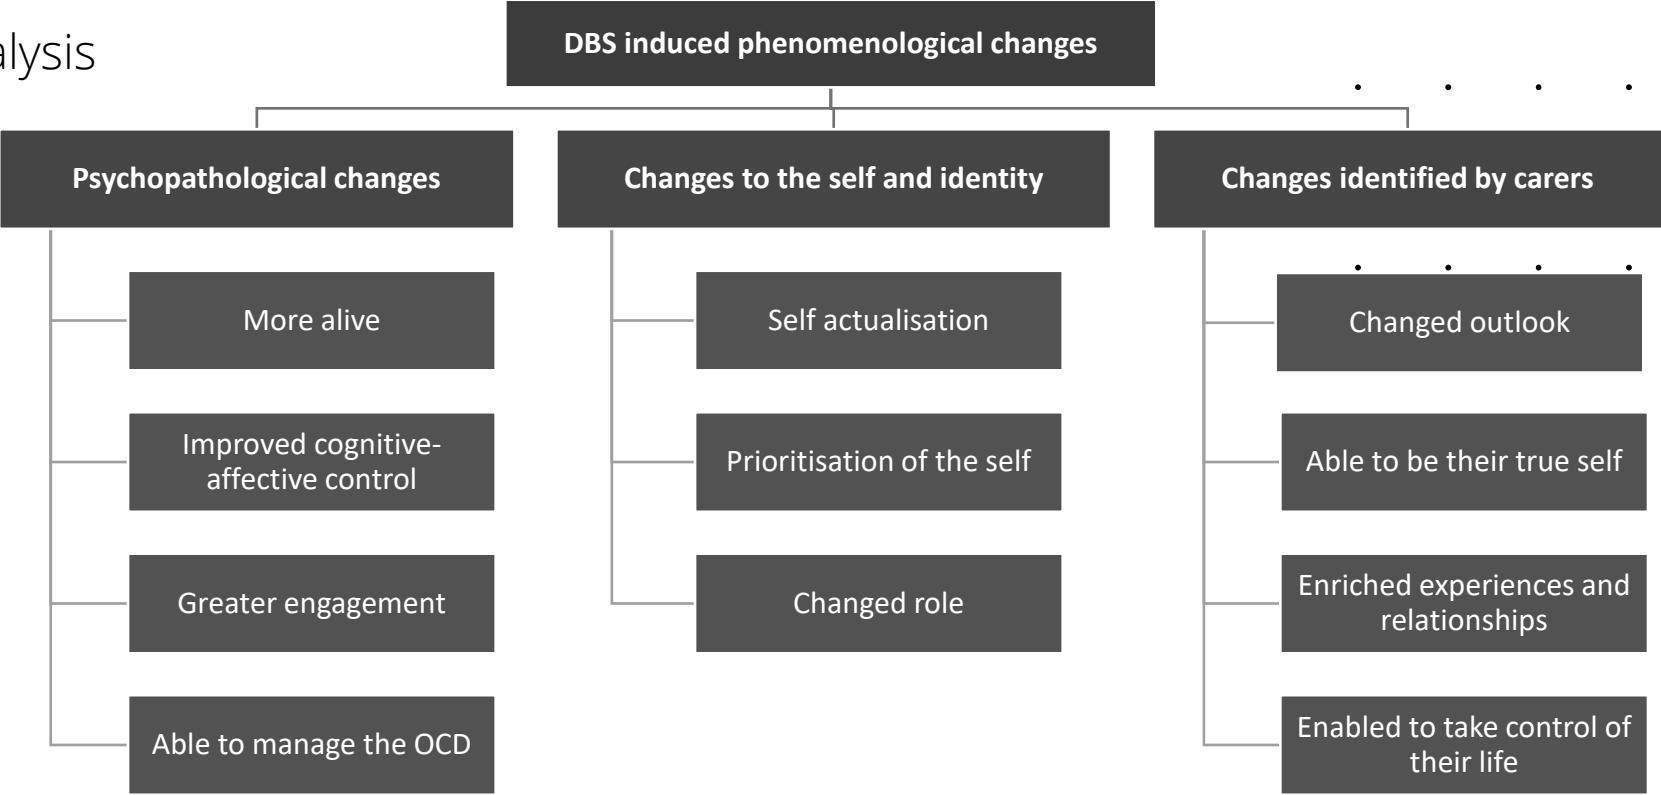 alysis
DBS induced phenomenological changes
Psychopathological changes
More alive
Improved cognitive-
affective control
Greater engagement
Able to manage the OCD
Changes to the self and identity
Self actualisation
Prioritisation of the self
Changed role
Changes identified by carers
Changed outlook
Able to be their true self
Enriched experiences and
relationships
Enabled to take control of
their life